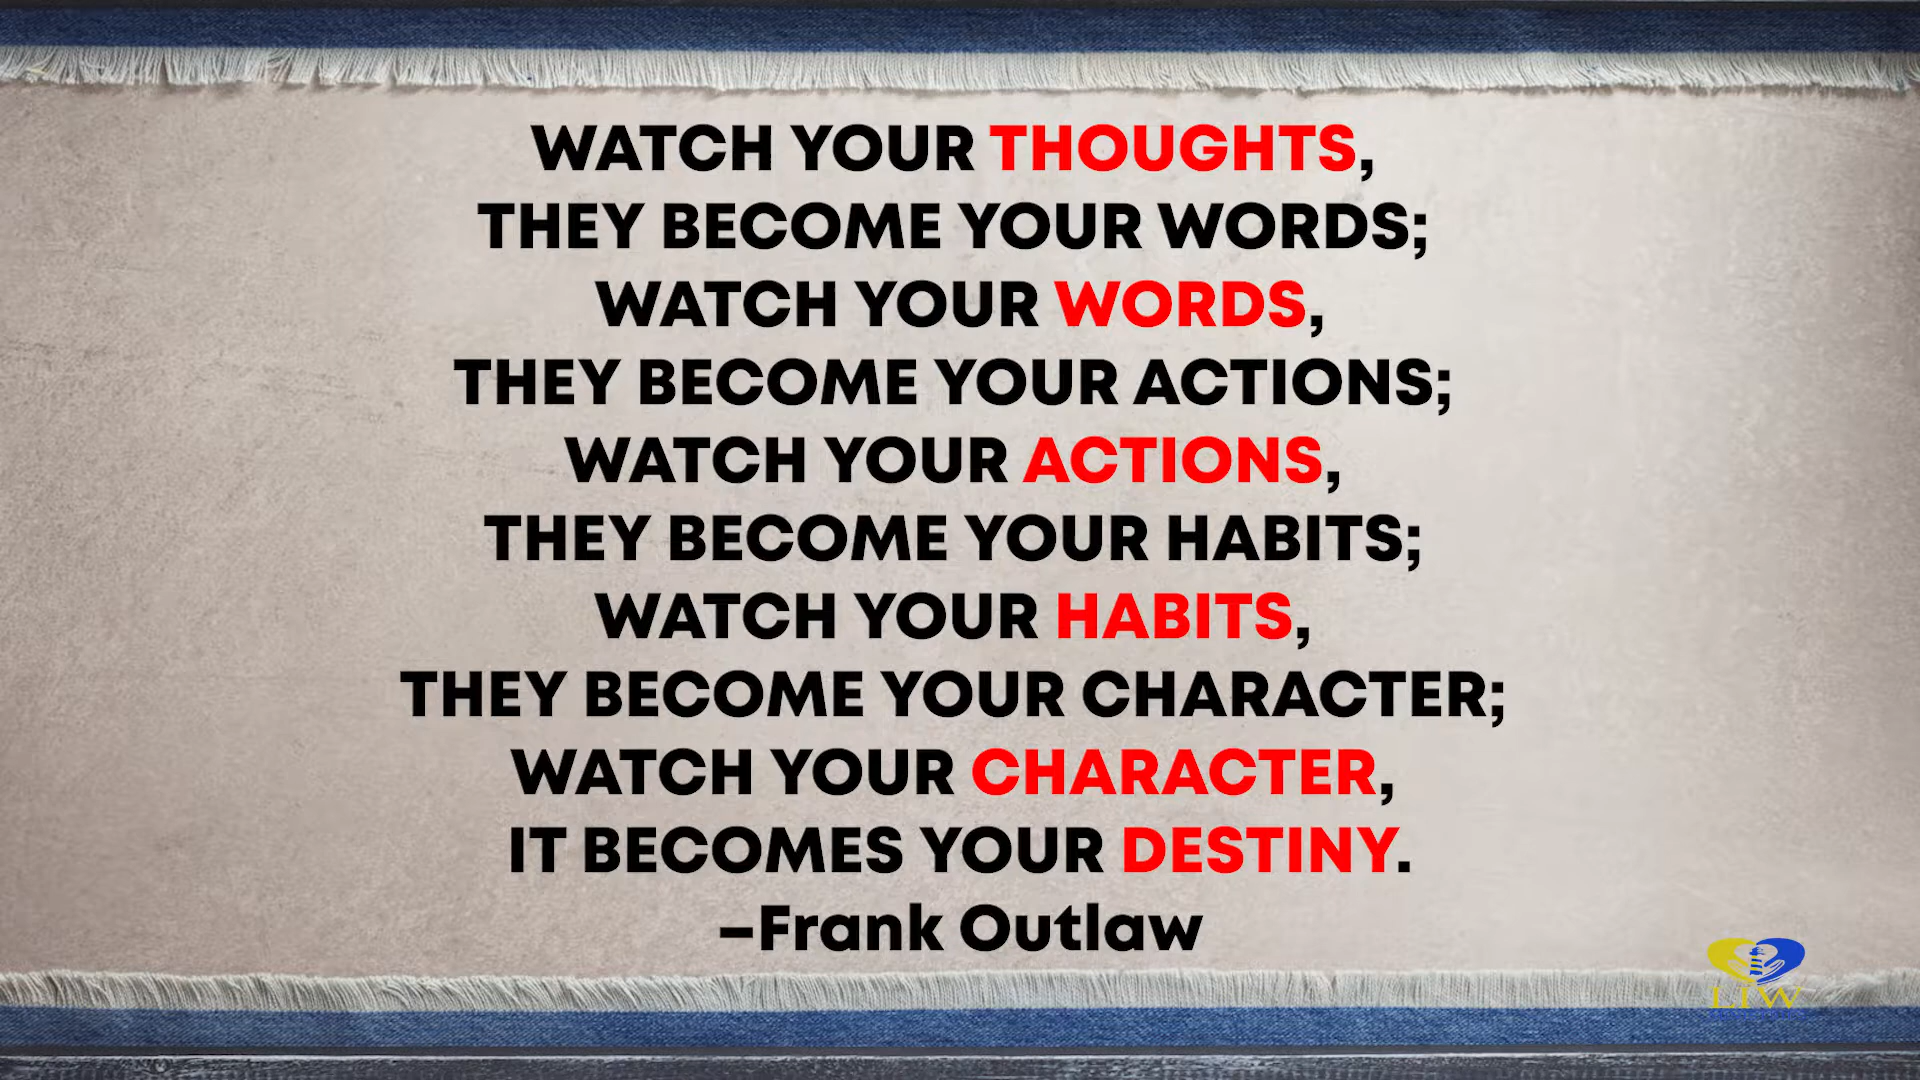 WATCH YOUR THOUGHTS,
THEY BECOME YOUR WORDS;
WATCH YOUR WORDS,
THEY BECOME YOUR ACTIONS;
WATCH YOUR ACTIONS,
THEY BECOME YOUR HABITS;
WATCH YOUR HABITS,
THEY BECOME YOUR CHARACTER;
WATCH YOUR CHARACTER,
IT BECOMES YOUR DESTINY.
–Frank Outlaw
LIW